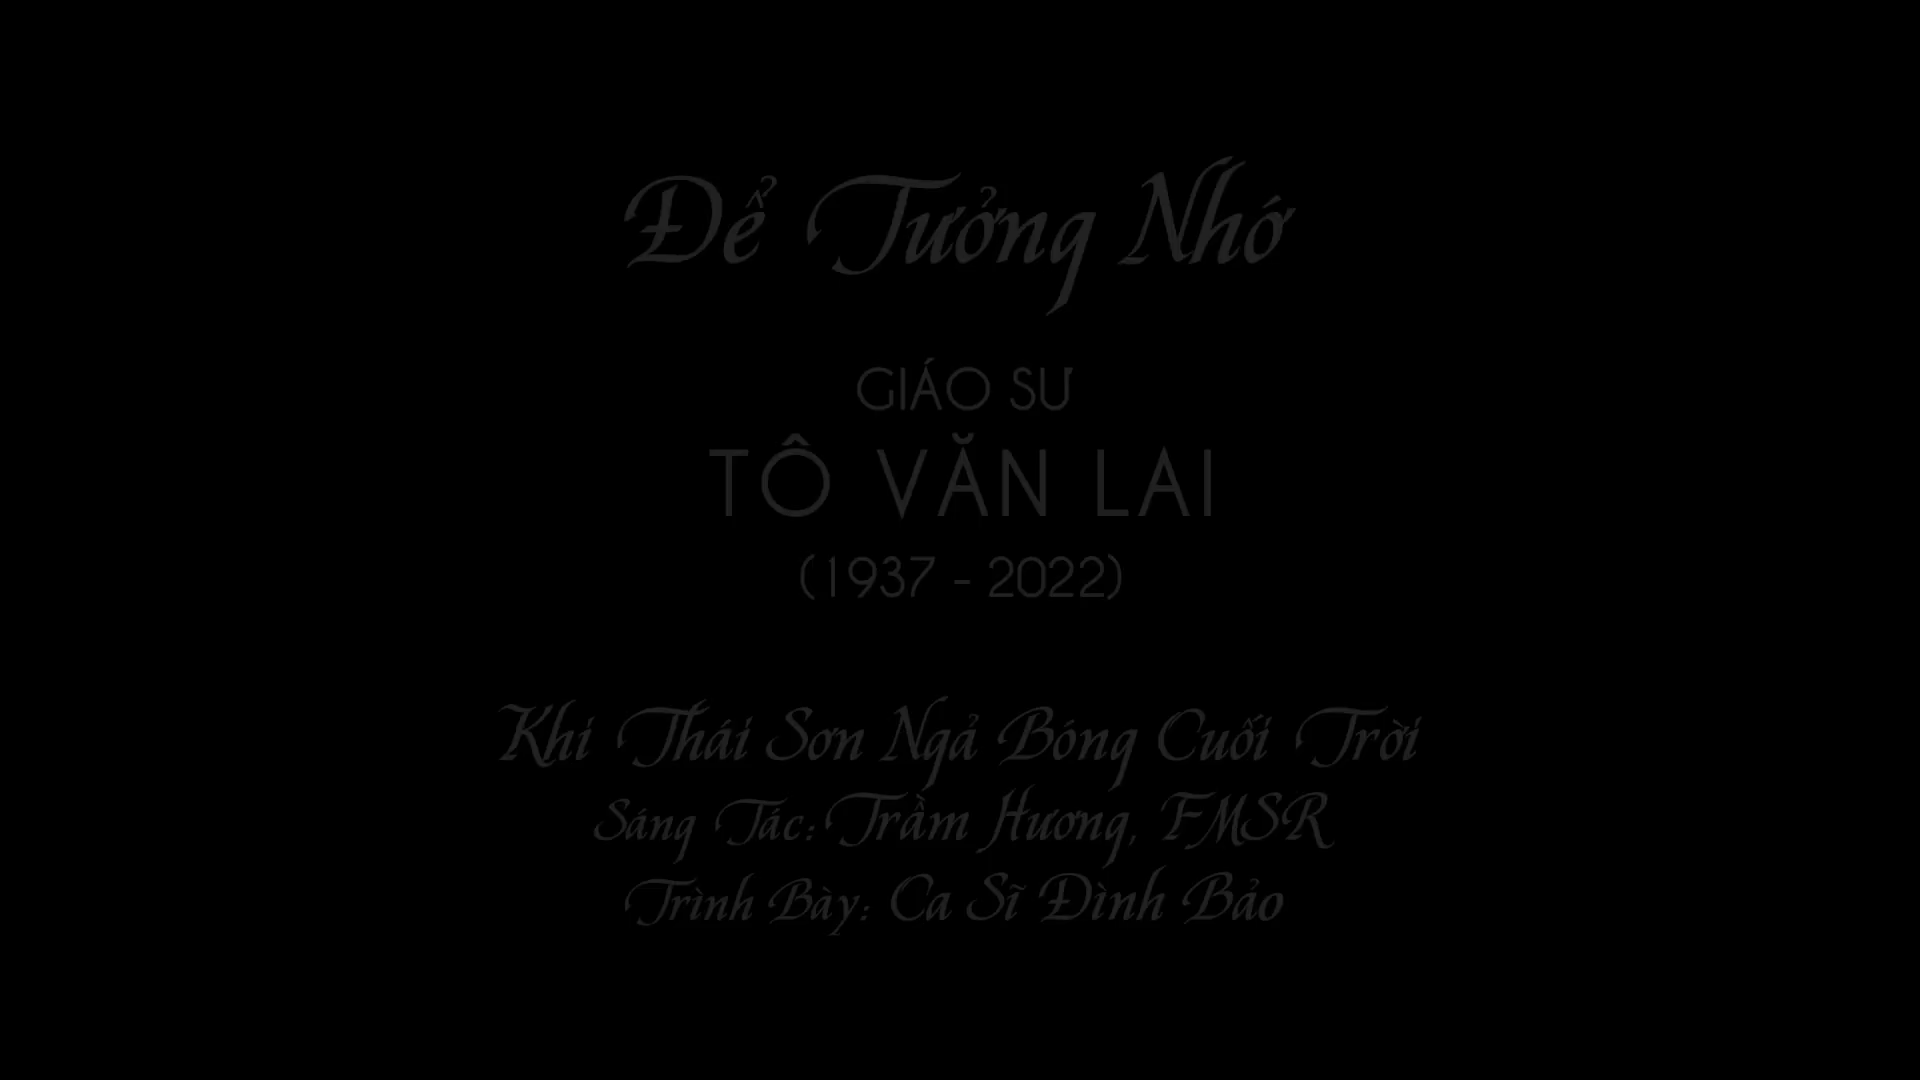 Để Tưởng Nhớ
GIÁO SƯ
TÔ VĂN LAI
(1937 - 2022)
Khi Thái Sơn Ngả Bóng Cuối Trời
Sáng Tác: Trầm Hương, FMSR
Trình Bày: Ca Sĩ Đình Bảo